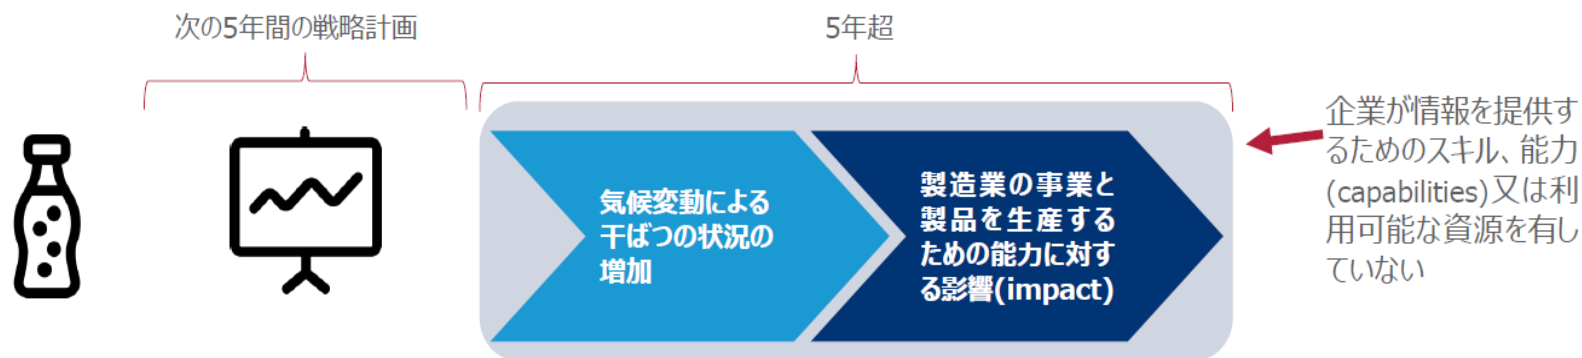 次の5年間の戦略計画
5年超
気候変動による
干ばつの状況の
増加
製造業の事業と
製品を生産する
ための能力に対す
る影響(impact)
企業が情報を提供す
るためのスキル、能力
(capabilities)又は利
用可能な資源を有し
ていない